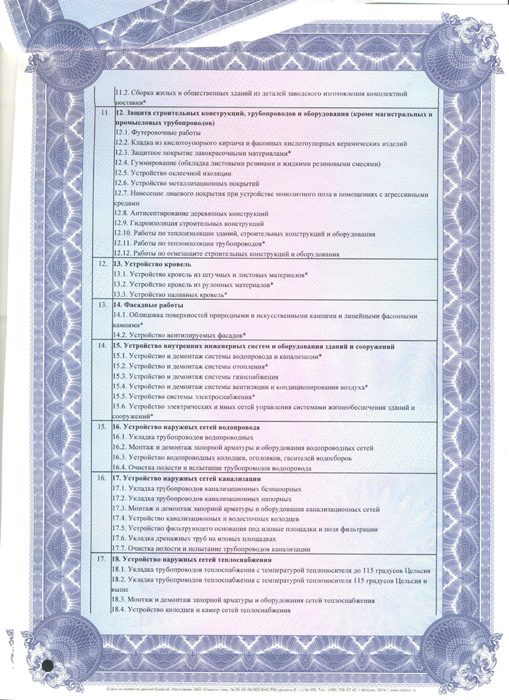 11.2. Сборка жилых и общественных зданий из деталей заводского изготовления комплектной
поставки*
11. 12. Защита строительных конструкций, трубопроводов и оборудования (кроме магистральных и
промысловых трубопроводов)
12.1. Футеровочные работы
12.2. Кладка из кислотоупорного кирпича и фасонных кислотоупорных керамических изделий
12.3. Защитное покрытие лакокрасочными материалами*
12.4. Гуммирование (обкладка листовыми резинами и жидкими резиновыми смесями)
12.5. Устройство оклеечной изоляции
12.6. Устройство металлизационных покрытий
12.7. Нанесение лицевого покрытия при устройстве монолитного пола в помещениях с агрессивными
средами
12.8. Антисептирование деревянных конструкций
12.9. Гидроизоляция строительных конструкций
12.10. Работы по теплоизоляции зданий, строительных конструкций и оборудования
12.11. Работы по теплоизоляции трубопроводов*
12.12. Работы по огнезащите строительных конструкций и оборудования
12. 13. Устройство кровель
13.1. Устройство кровель из штучных и листовых материалов*
13.2. Устройство кровель из рулонных материалов*
13.3. Устройство наливных кровель*
13. 14. Фасадные работы
14.1. Облицовка поверхностей природными и искусственными камнями и линейными фасонными
камнями*
14.2. Устройство вентилируемых фасадов*
14. 15. Устройство внутренних инженерных систем и оборудования зданий и сооружений
15.1. Устройство и демонтаж системы водопровода и канализации*
15.2. Устройство и демонтаж системы отопления*
15.3. Устройство и демонтаж системы газоснабжения
15.4. Устройство и демонтаж системы вентиляции и кондиционирования воздуха*
15.5. Устройство системы электроснабжения*
15.6. Устройство электрических и иных сетей управления системами жизнеобеспечения зданий и
сооружений*
15. 16. Устройство наружных сетей водопровода
16.1. Укладка трубопроводов водопроводных
16.2. Монтаж и демонтаж запорной арматуры и оборудования водопроводных сетей
16.3. Устройство водопроводных колодцев, оголовков, гасителей водосборов
16.4. Очистка полости и испытание трубопроводов водопровода
16. 17. Устройство наружных сетей канализации
17.1. Укладка трубопроводов канализационных безнапорных
17.2. Укладка трубопроводов канализационных напорных
17.3. Монтаж и демонтаж запорной арматуры и оборудования канализационных сетей
17.4. Устройство канализационных и водосточных колодцев
17.5. Устройство фильтрующего основания под иловые площадки и поля фильтрации
17.6. Укладка дренажных труб на иловых площадках
17.7. Очистка полости и испытание трубопроводов канализации
17. 18. Устройство наружных сетей теплоснабжения
18.1. Укладка трубопроводов теплоснабжения с температурой теплоносителя до 115 градусов Цельсия
18.2. Укладка трубопроводов теплоснабжения с температурой теплоносителя 115 градусов Цельсия и
выше
18.3. Монтаж и демонтаж запорной арматуры и оборудования сетей теплоснабжения
18.4. Устройство колодцев и камер сетей теплоснабжения